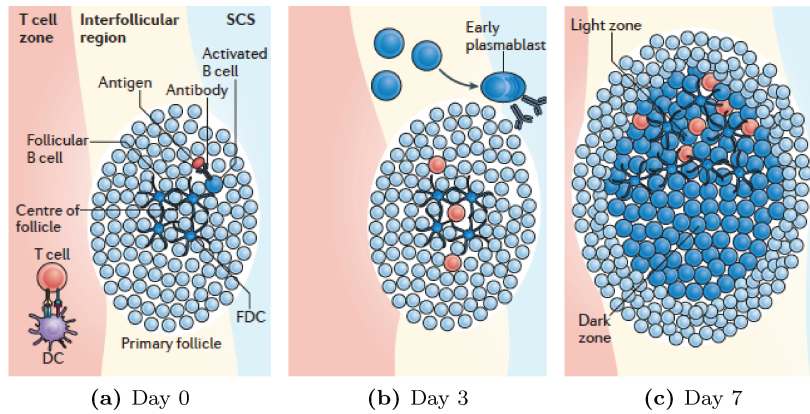 T cell
zone
Interfollicular
region
SCS
Activated
B cell
Antigen
Antibody
Follicular
B cell
Centre of
follicle
T cell
DC
FDC
Primary follicle
Early
plasmablast
Light zone
Dark
zone
(a) Day 0
(b) Day 3
(c) Day 7